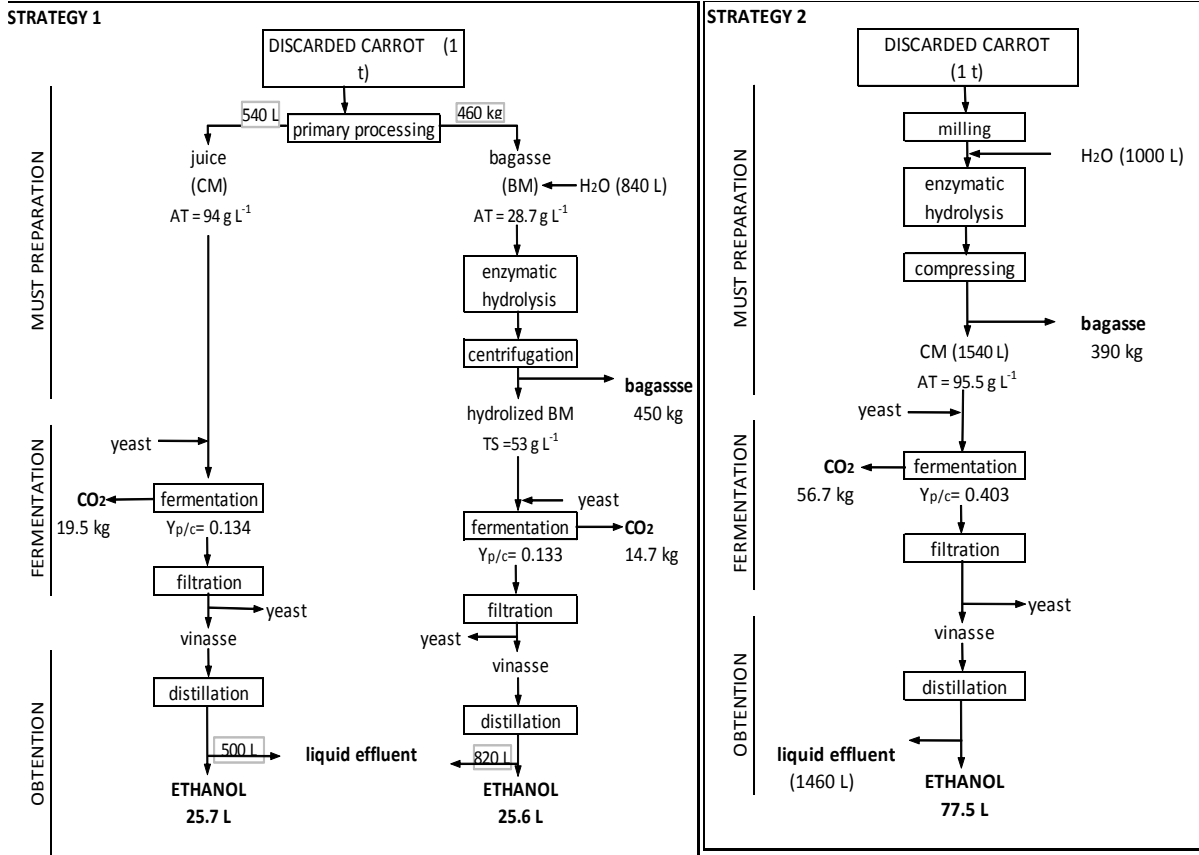 STRATEGY 1
DISCARDED CARROT (1
t)
540 L
460 kg
primary processing
juice
(CM)
AT = 94 g L-1
bagasse
(BM)
H2O (840 L)
AT = 28.7 g L-1
enzymatic
hydrolysis
centrifugation
bagassse
450 kg
hydrolized BM
TS =53 g L-1
MUST PREPARATION
yeast
CO2
19.5 kg
fermentation
Yp/c= 0.134
filtration
yeast
vinasse
yeast
fermentation
CO2
14.7 kg
Yp/c= 0.133
filtration
yeast
vinasse
FERMENTATION
distillation
500 L
liquid effluent
ETHANOL
25.7 L
distillation
820 L
ETHANOL
25.6 L
OBTENTION
STRATEGY 2
DISCARDED CARROT
(1 t)
milling
H2O (1000 L)
enzymatic
hydrolysis
compressing
bagasse
390 kg
CM (1540 L)
AT = 95.5 g L-1
MUST PREPARATION
yeast
CO2
56.7 kg
fermentation
Yp/c= 0.403
filtration
yeast
vinasse
FERMENTATION
distillation
liquid effluent
(1460 L)
ETHANOL
77.5 L
OBTENTION